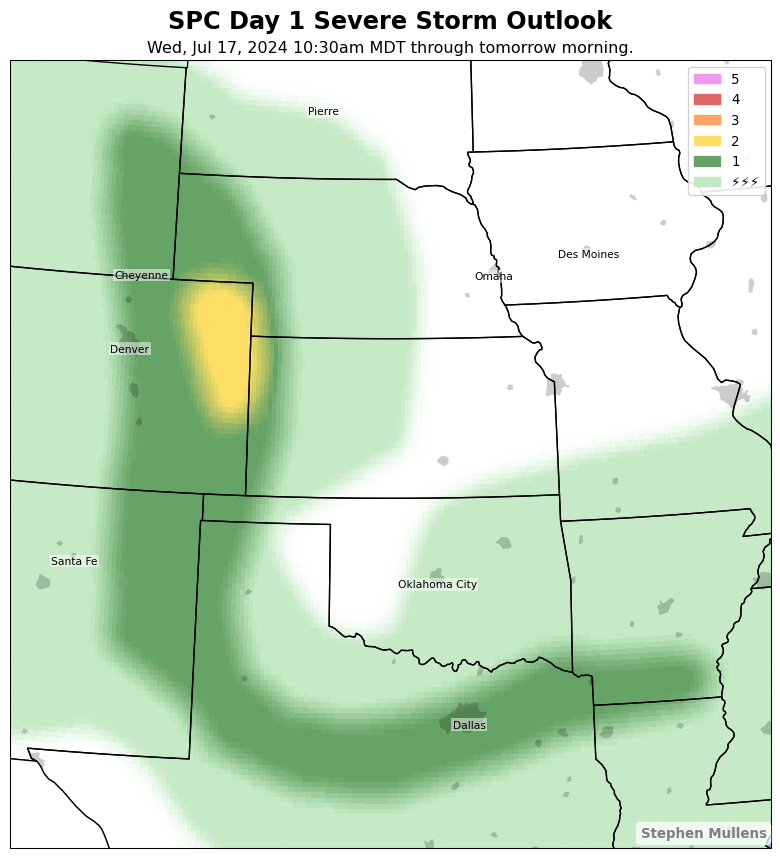 SPC Day 1 Severe Storm Outlook
Wed, Jul 17, 2024 10:30am MDT through tomorrow morning.
5
4
3
2
1
⚡⚡⚡
Pierre
Des Moines
Cheyenne
Omaha
Denver
Santa Fe
Oklahoma City
Dallas
Stephen Mullens